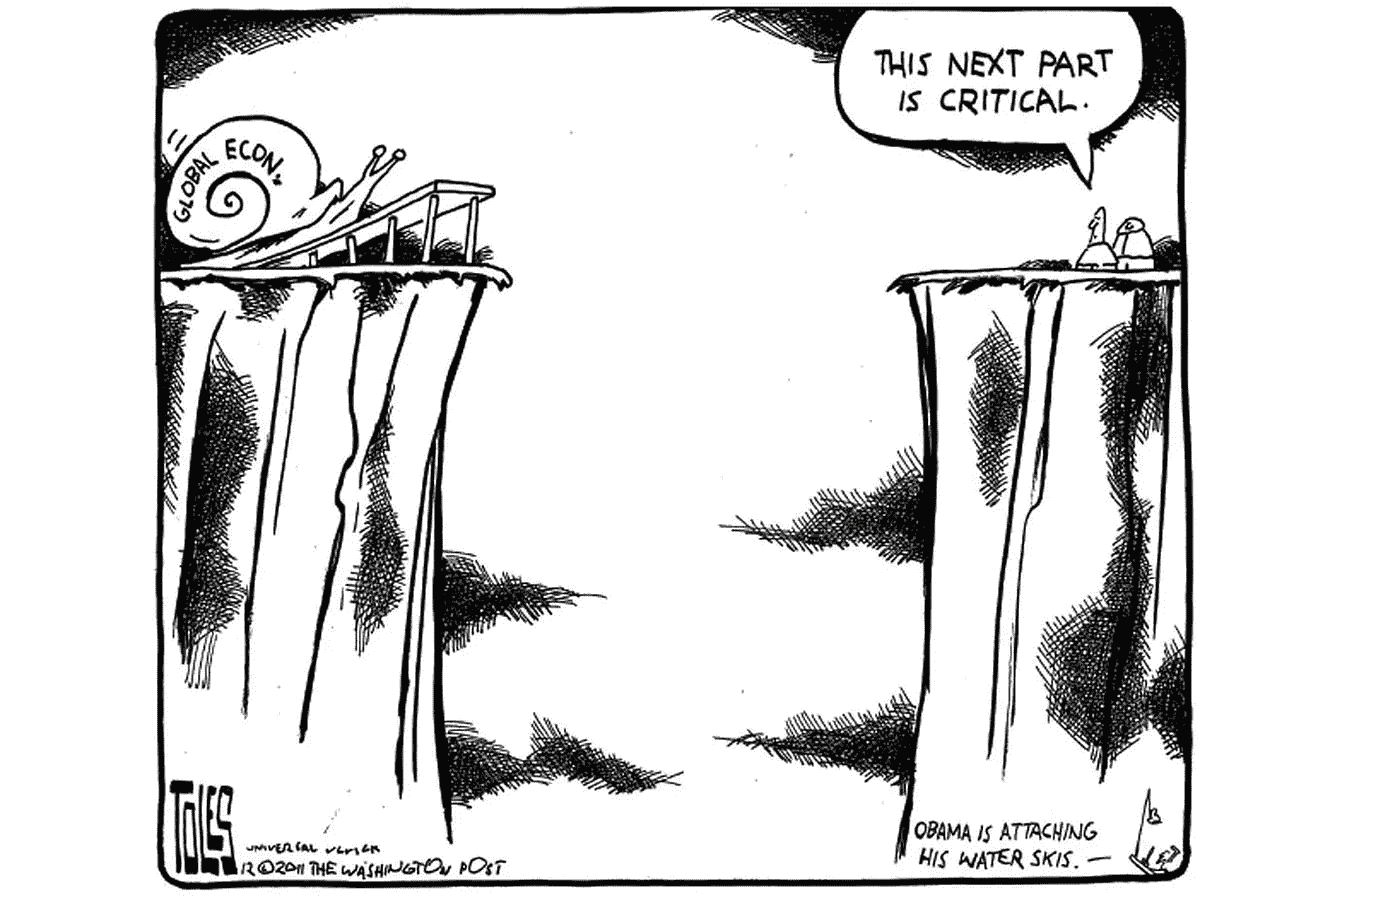 THIS NEXT PART
IS CRITICAL.
GLOBAL ECON.
OBAMA IS ATTACHING
HIS WATER SKIS. —
TOLES
UNIVERSAL
12 ©2011 THE WASHINGTON POST